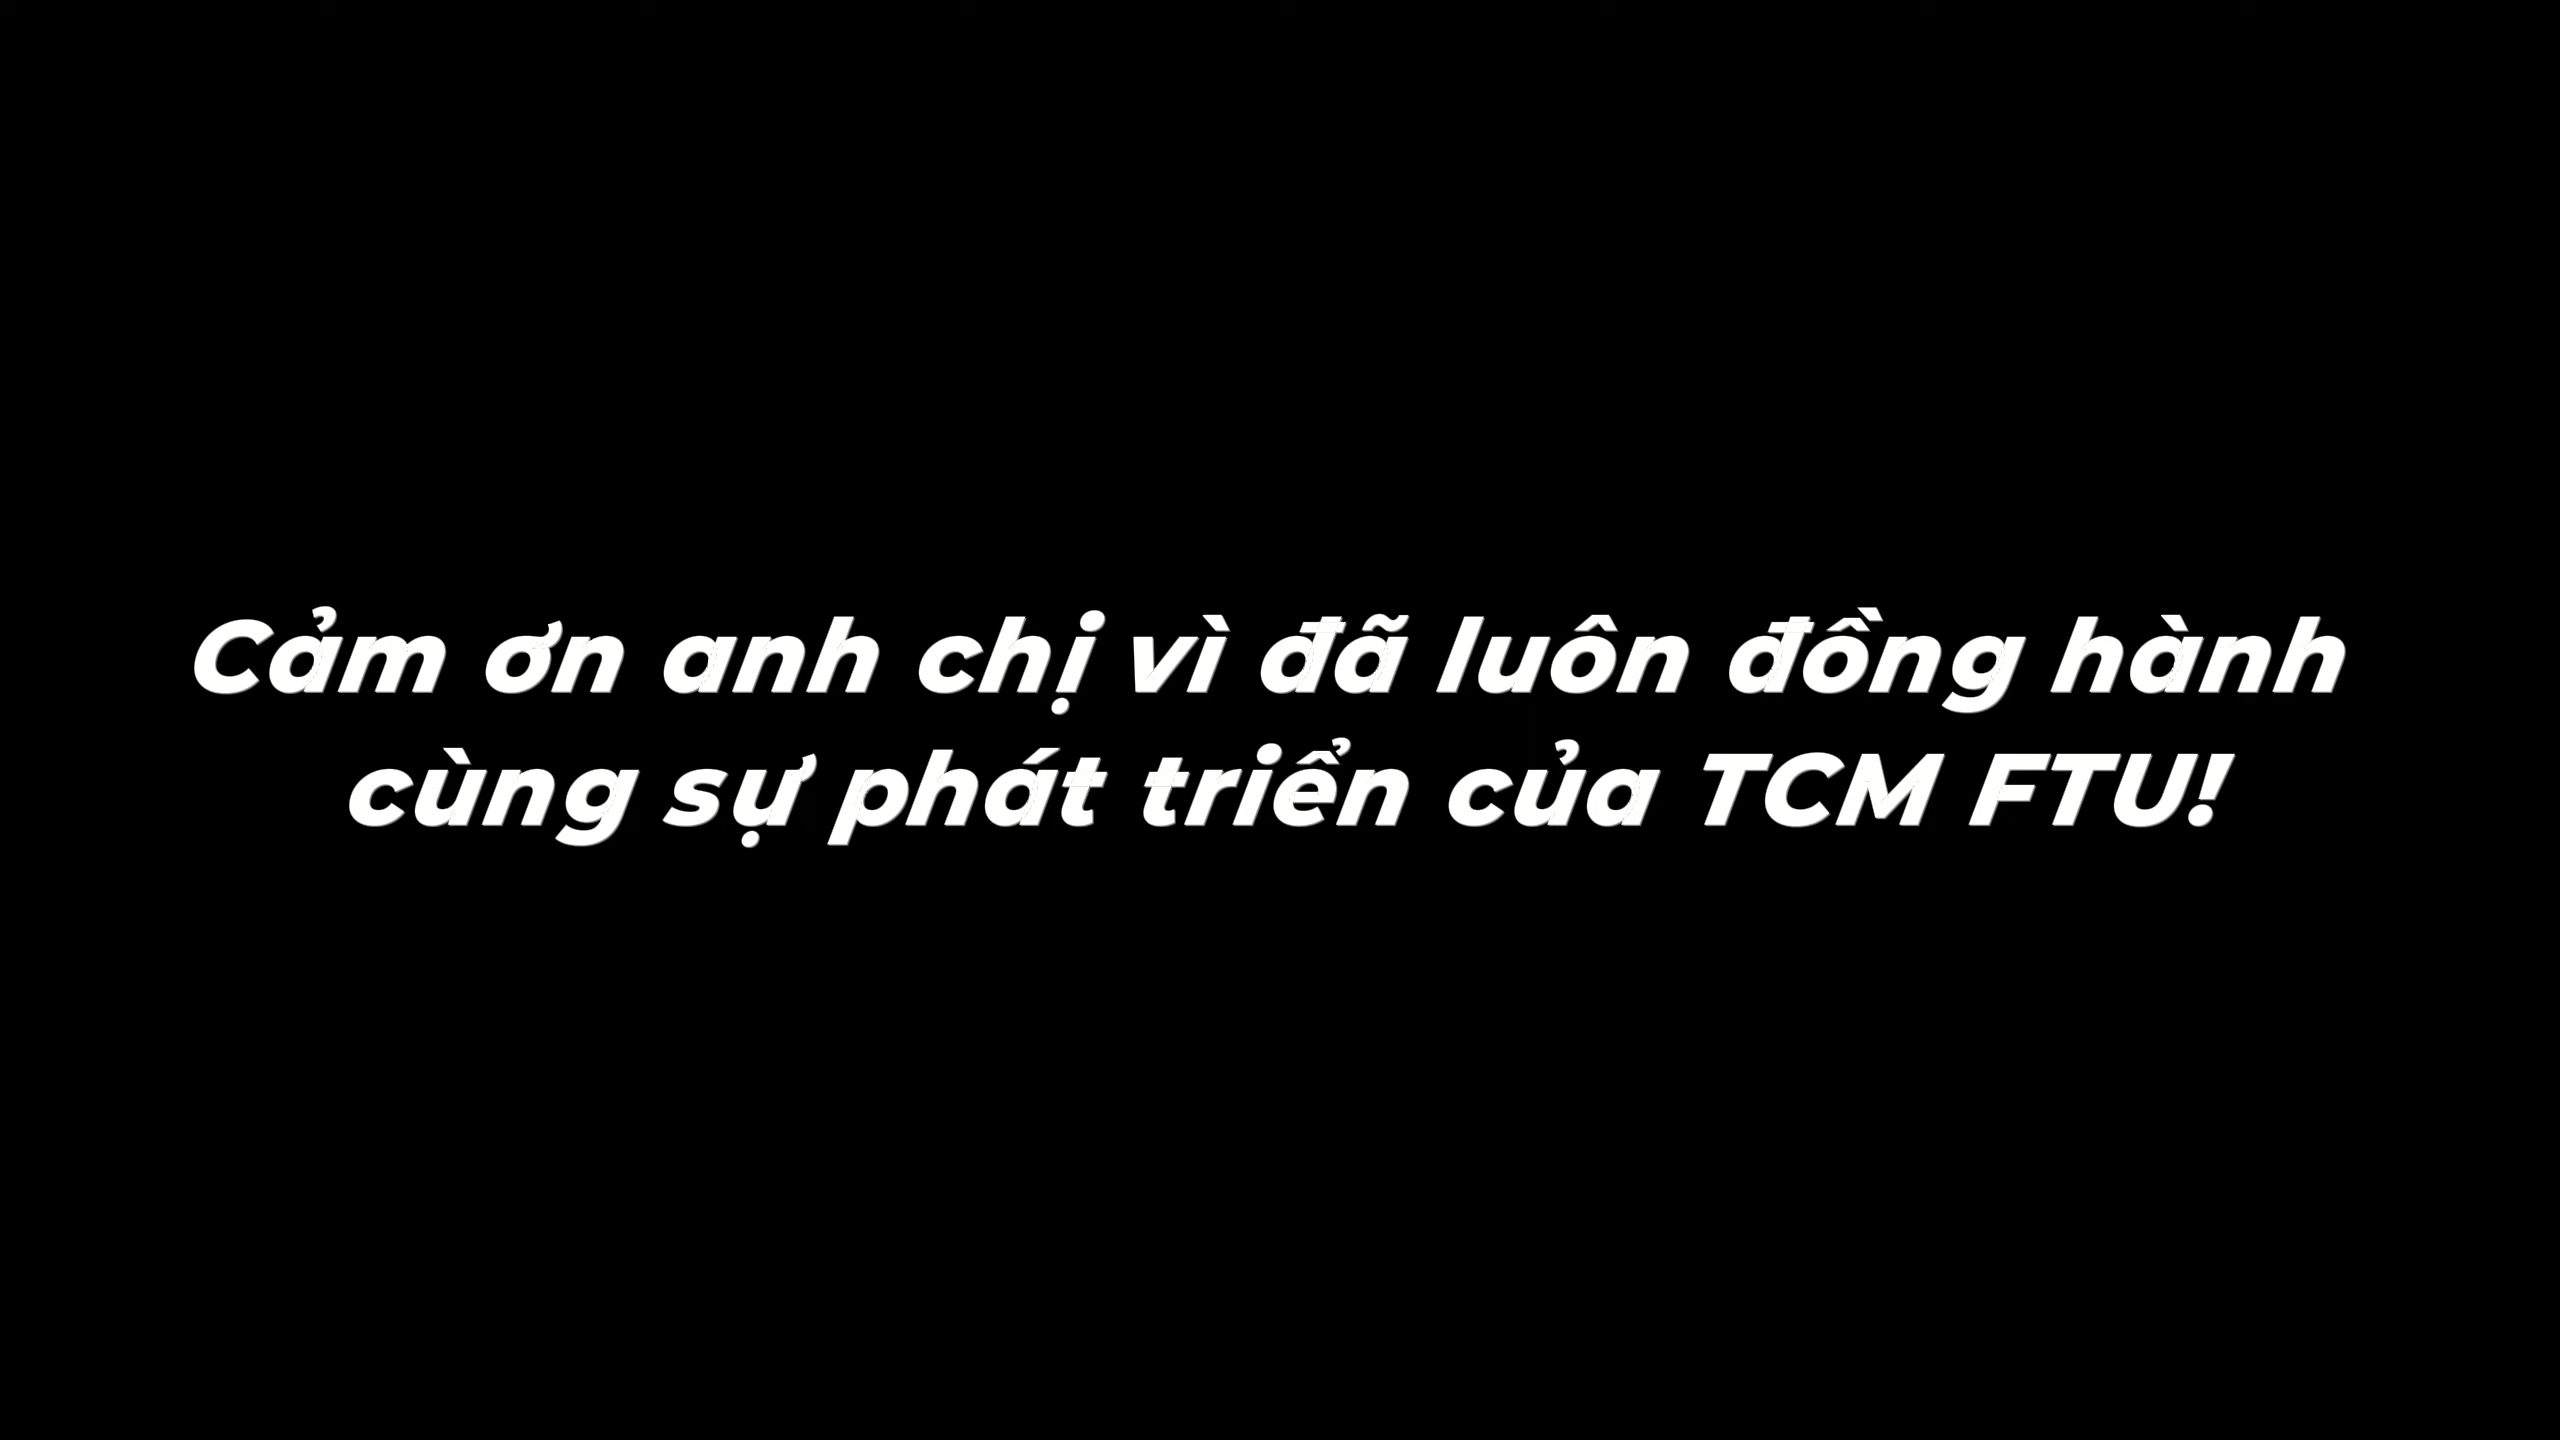 Cảm ơn anh chị vì đã luôn đồng hành
cùng sự phát triển của TCM FTU!